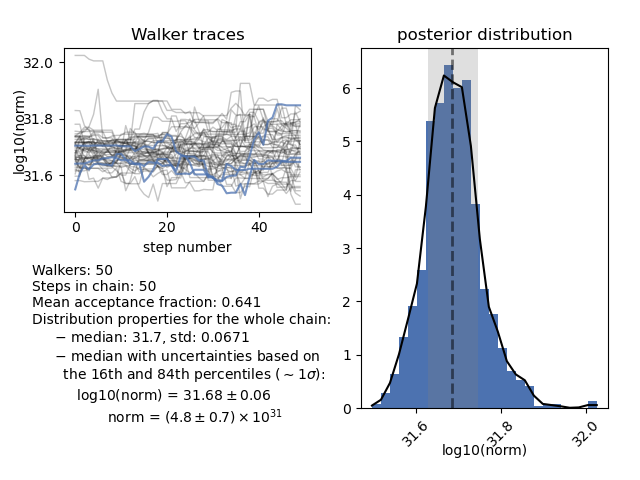 Walker traces
32.0
31.8
31.6
log10(norm)
0
20
40
step number
Walkers: 50
Steps in chain: 50
Mean acceptance fraction: 0.641
Distribution properties for the whole chain:
− median: 31.7, std: 0.0671
− median with uncertainties based on
the 16th and 84th percentiles (∼1σ):
log10(norm) = 31.68 ± 0.06
norm = (4.8 ± 0.7) × 10³¹
posterior distribution
6
5
4
3
2
1
0
31.6
31.8
32.0
log10(norm)